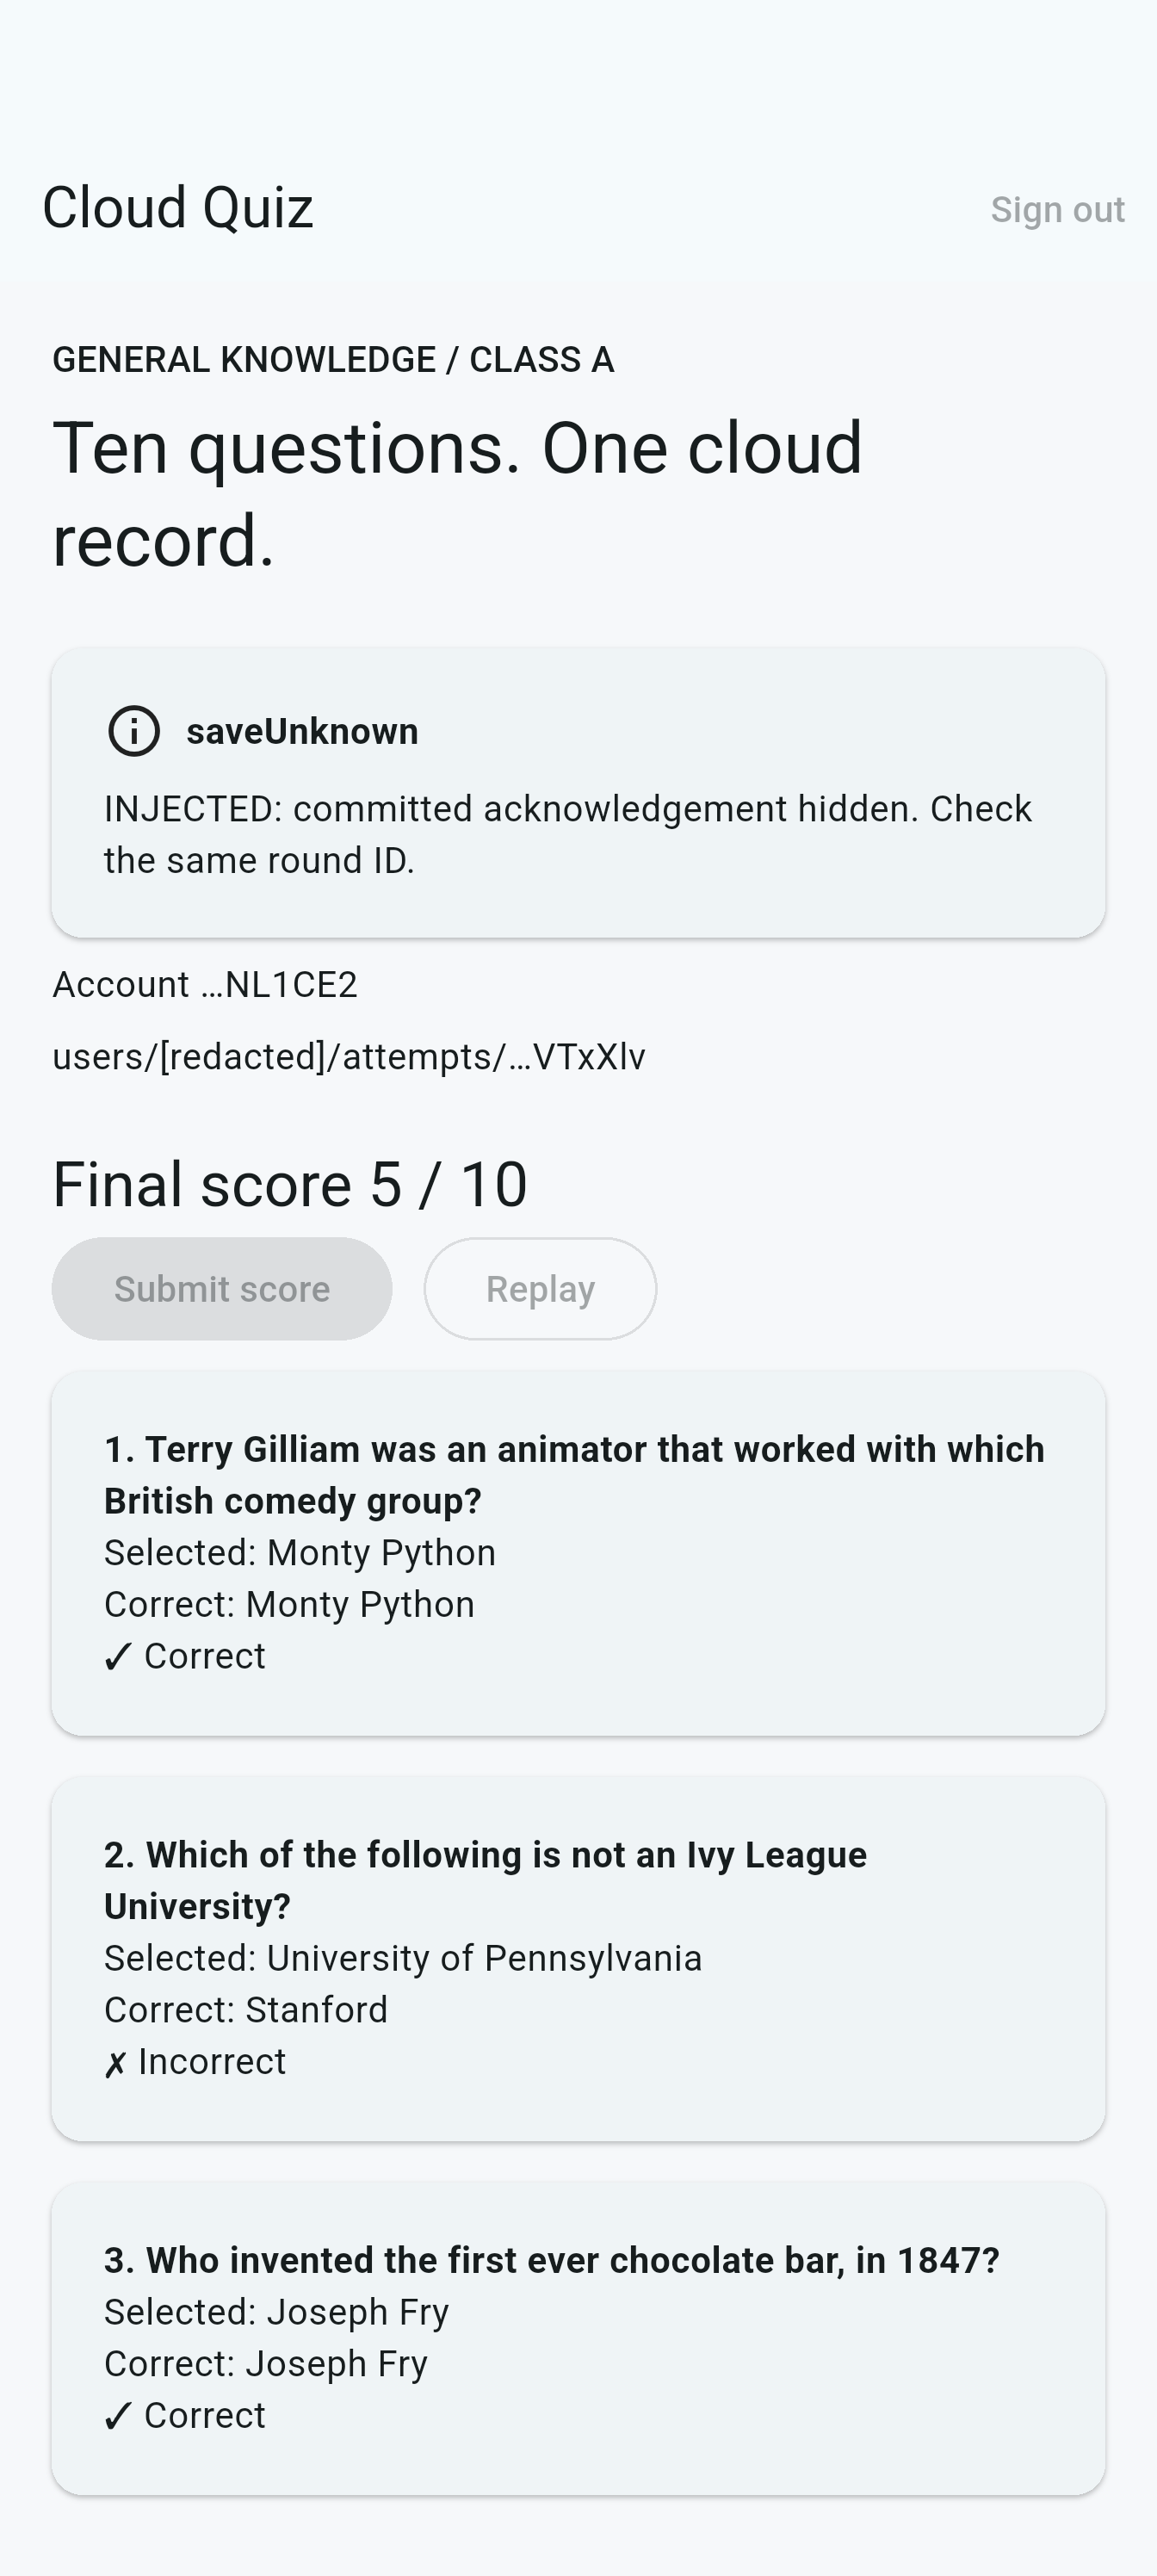 Cloud Quiz
Sign out
GENERAL KNOWLEDGE / CLASS A
Ten questions. One cloud
record.
saveUnknown
INJECTED: committed acknowledgement hidden. Check
the same round ID.
Account …NL1CE2
users/[redacted]/attempts/…VTxXlv
Final score 5 / 10
Submit score
Replay
1. Terry Gilliam was an animator that worked with which
British comedy group?
Selected: Monty Python
Correct: Monty Python
✓ Correct
2. Which of the following is not an Ivy League
University?
Selected: University of Pennsylvania
Correct: Stanford
✗ Incorrect
3. Who invented the first ever chocolate bar, in 1847?
Selected: Joseph Fry
Correct: Joseph Fry
✓ Correct